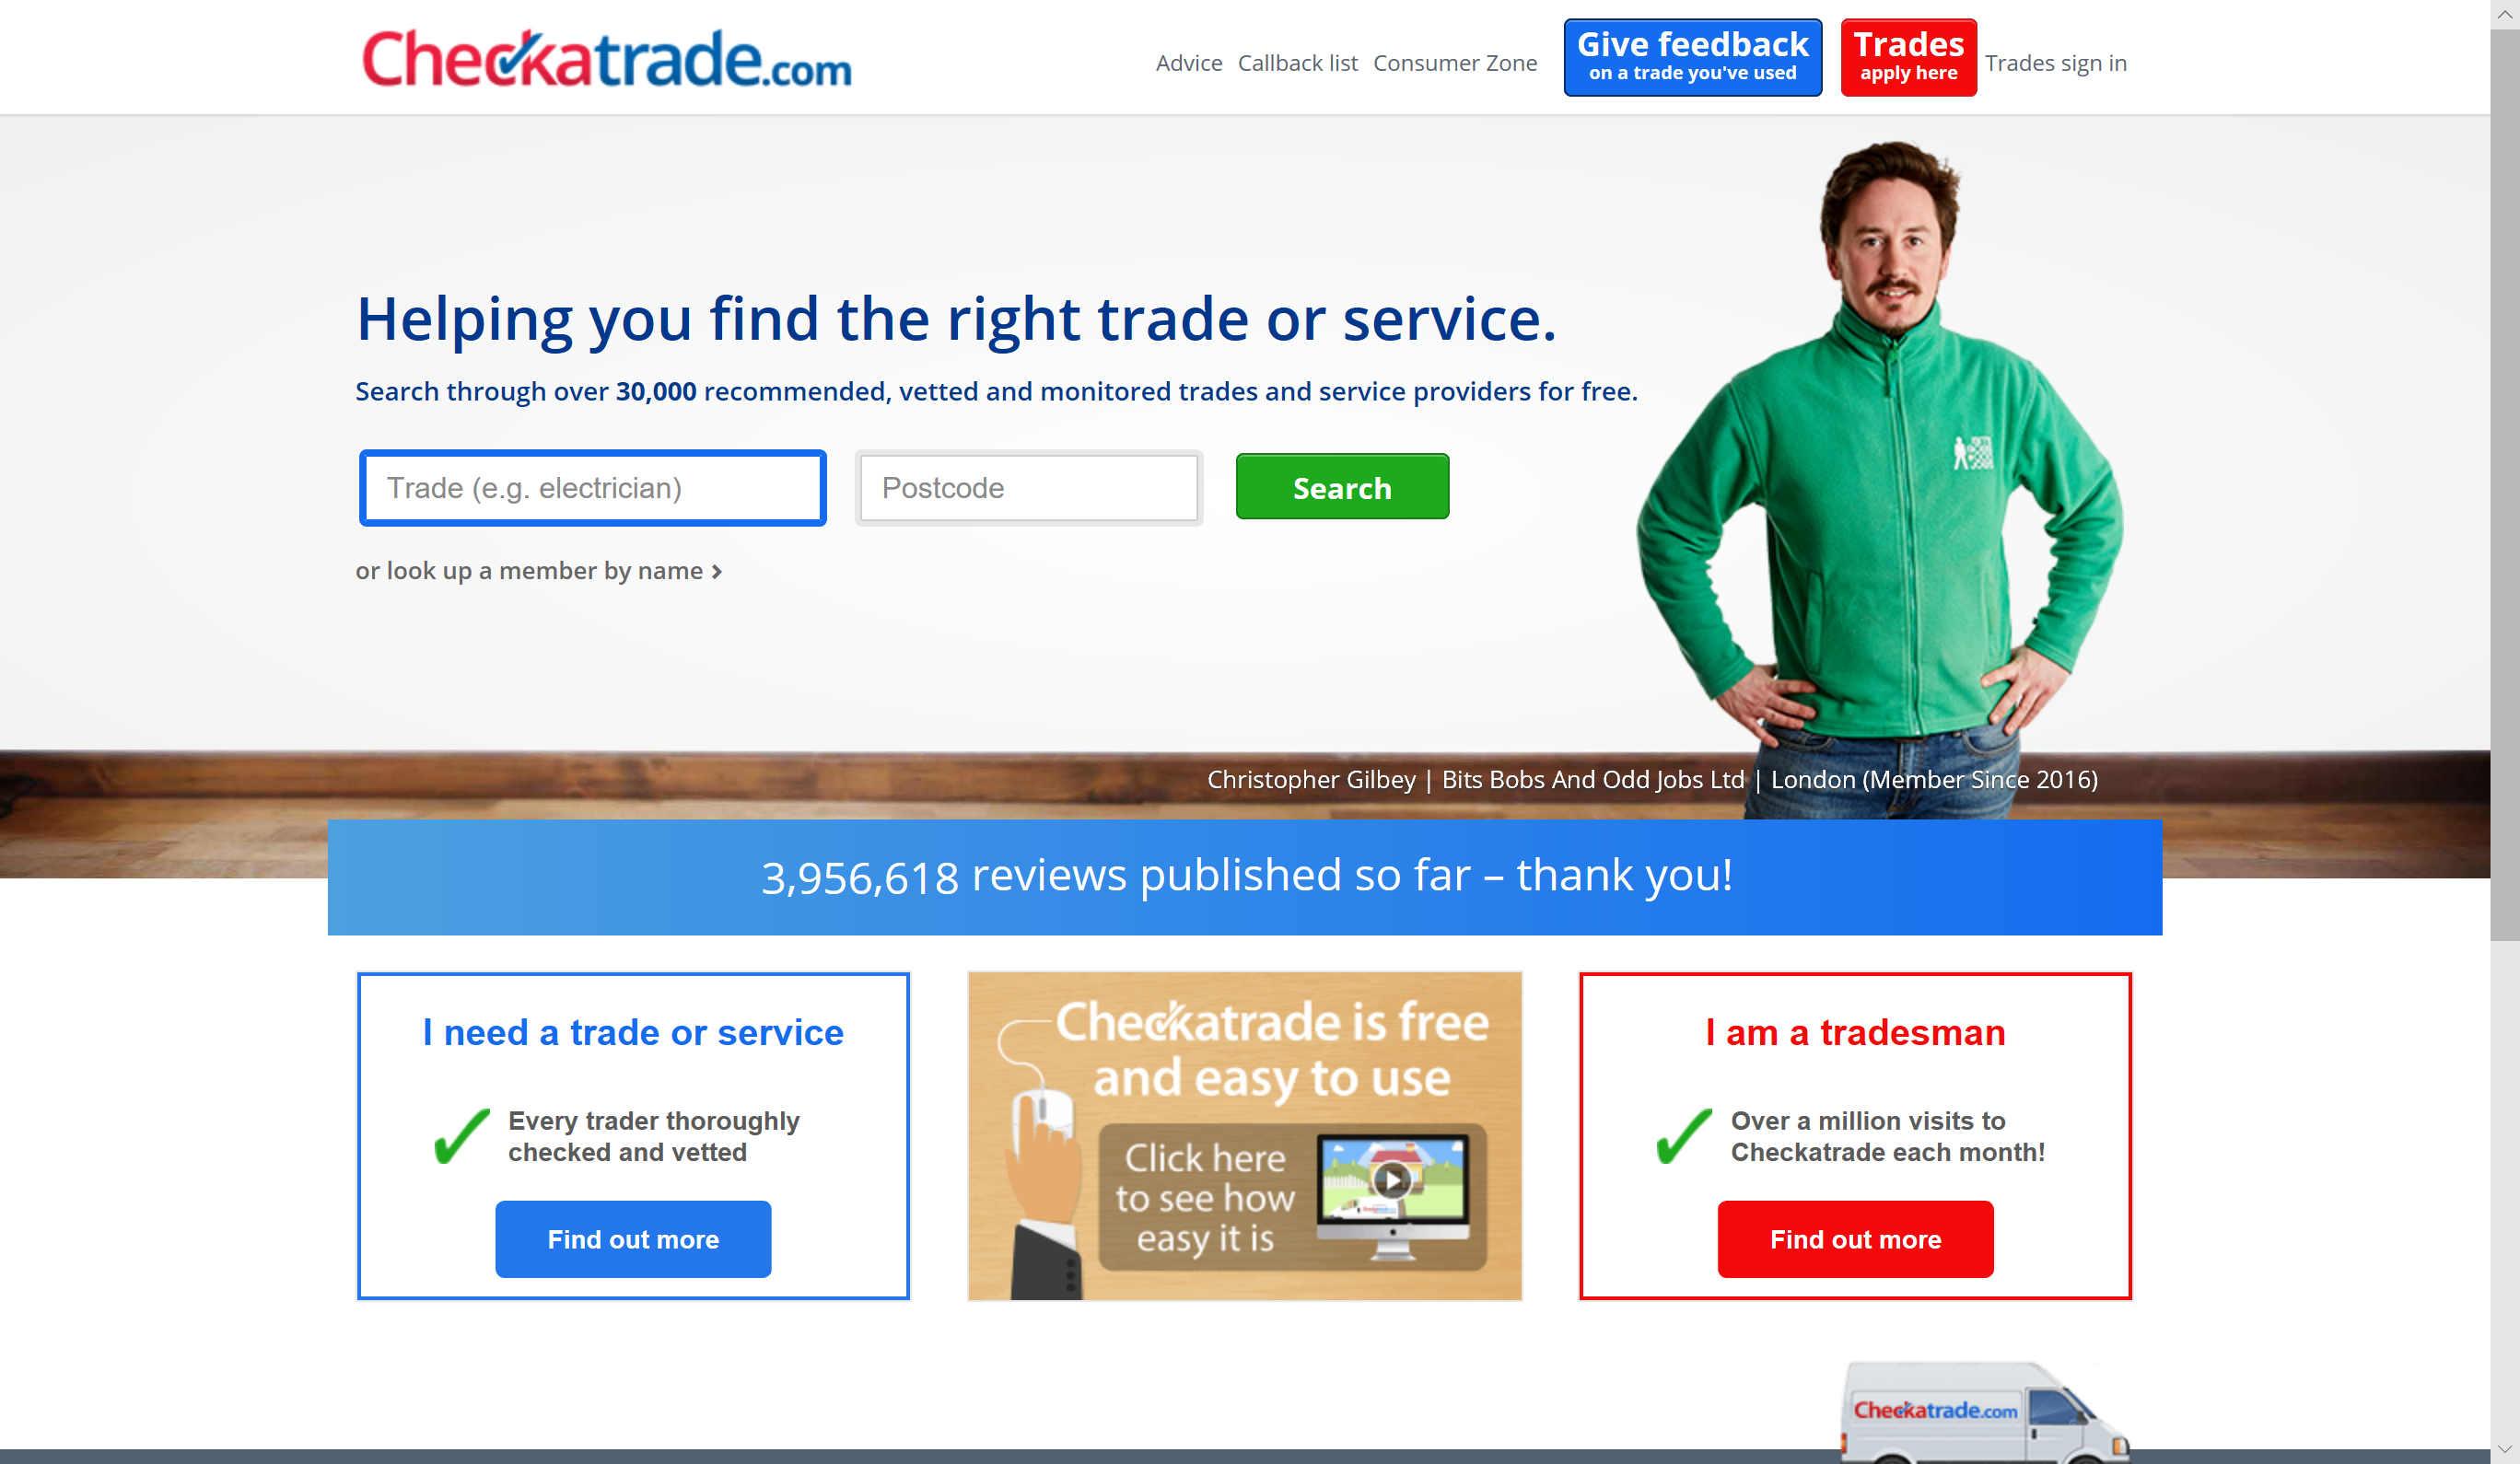 Checkatrade.com
Advice Callback list Consumer Zone
Give feedback
on a trade you've used
Trades
apply here
Trades sign in
Helping you find the right trade or service.
Search through over 30,000 recommended, vetted and monitored trades and service providers for free.
Trade (e.g. electrician)
Postcode
Search
or look up a member by name
Christopher Gilbey | Bits Bobs And Odd Jobs Ltd | London (Member Since 2016)
3,956,618 reviews published so far – thank you!
I need a trade or service
Every trader thoroughly
checked and vetted
Find out more
Checkatrade is free
and easy to use
Click here
to see how
easy it is
I am a tradesman
Over a million visits to
Checkatrade each month!
Find out more
Checkatrade.com